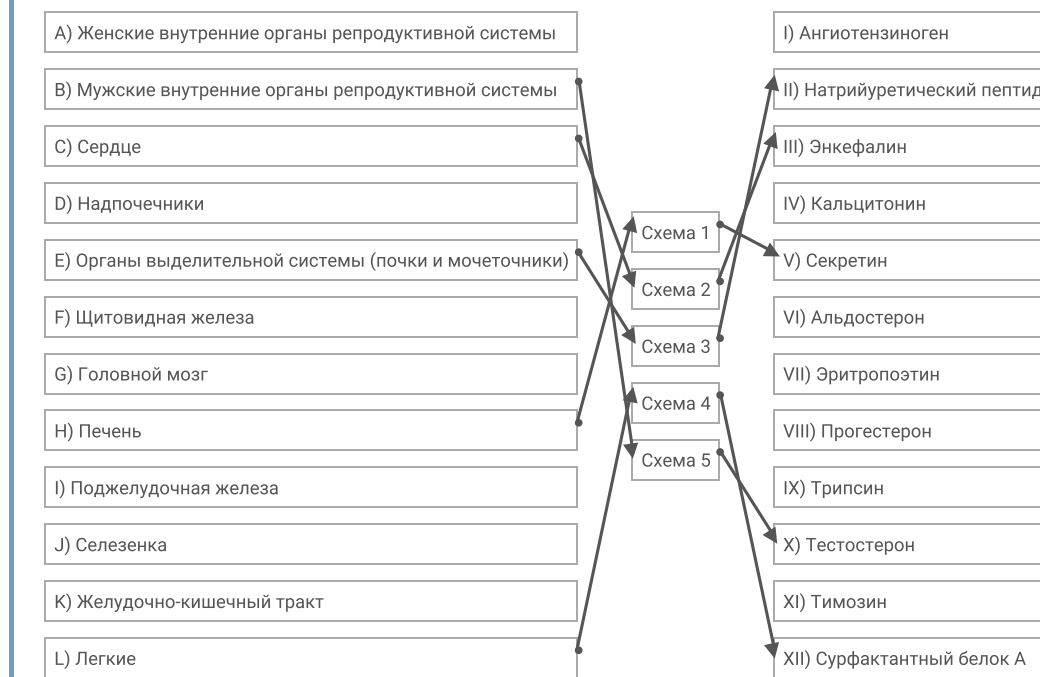 A) Женские внутренние органы репродуктивной системы
B) Мужские внутренние органы репродуктивной системы
C) Сердце
D) Надпочечники
E) Органы выделительной системы (почки и мочеточники)
F) Щитовидная железа
G) Головной мозг
H) Печень
I) Поджелудочная железа
J) Селезенка
K) Желудочно-кишечный тракт
L) Легкие
Схема 1
Схема 2
Схема 3
Схема 4
Схема 5
I) Ангиотензиноген
II) Натрийуретический пептид
III) Энкефалин
IV) Кальцитонин
V) Секретин
VI) Альдостерон
VII) Эритропоэтин
VIII) Прогестерон
IX) Трипсин
X) Тестостерон
XI) Тимозин
XII) Сурфактантный белок А